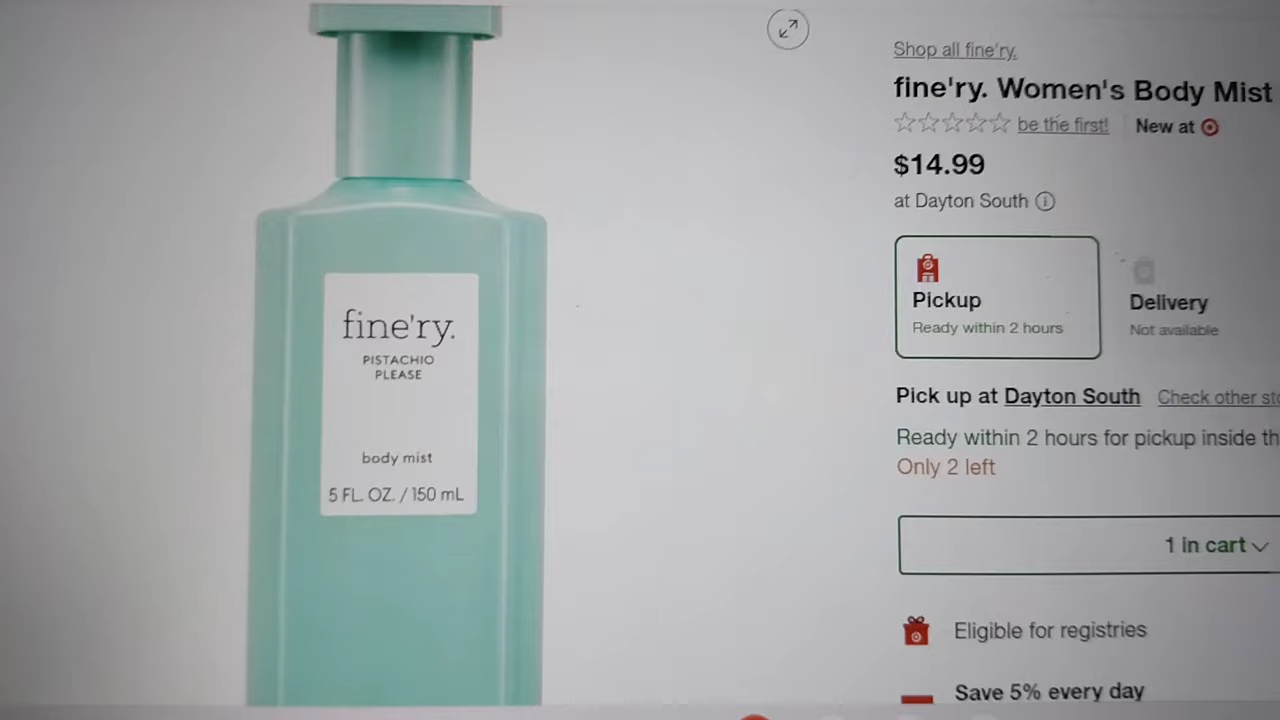 fine'ry.
PISTACHIO
PLEASE
body mist
5 FL. OZ. / 150 mL
Shop all fine'ry.
fine'ry. Women's Body Mist
be the first!
New at
$14.99
at Dayton South
Pickup
Ready within 2 hours
Delivery
Not available
Pick up at Dayton South
Check other sto
Ready within 2 hours for pickup inside th
Only 2 left
1 in cart
Eligible for registries
Save 5% every day